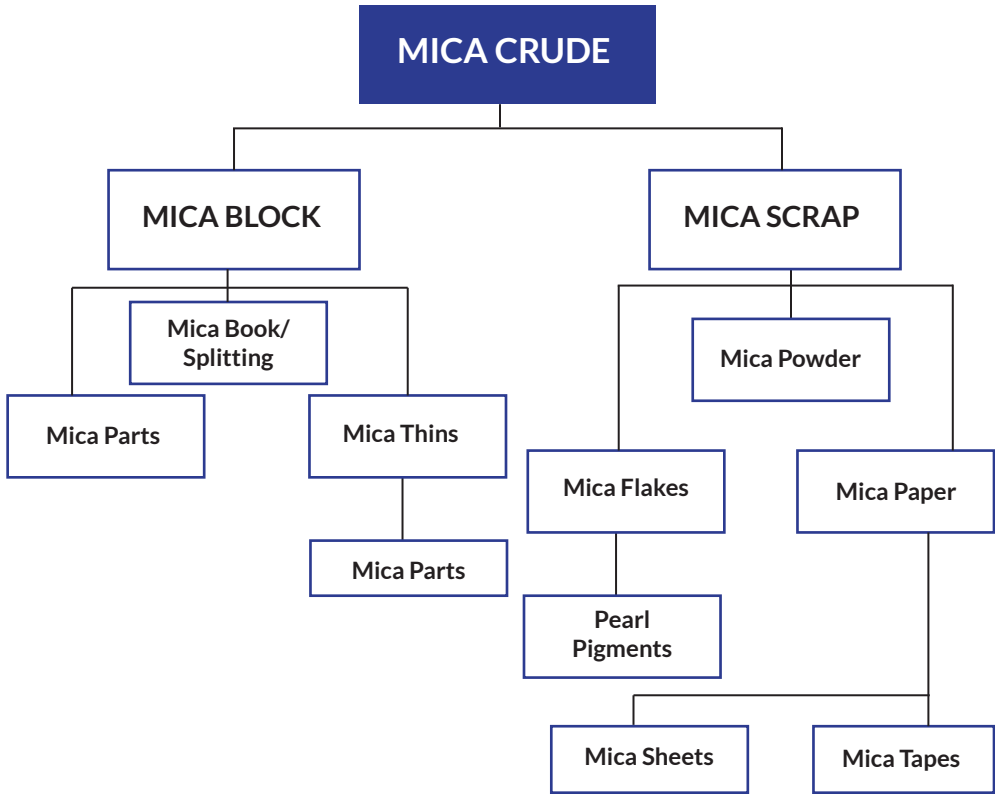 MICA CRUDE
MICA BLOCK
MICA SCRAP
Mica Book/
Splitting
Mica Powder
Mica Parts
Mica Thins
Mica Flakes
Mica Paper
Mica Parts
Pearl
Pigments
Mica Sheets
Mica Tapes